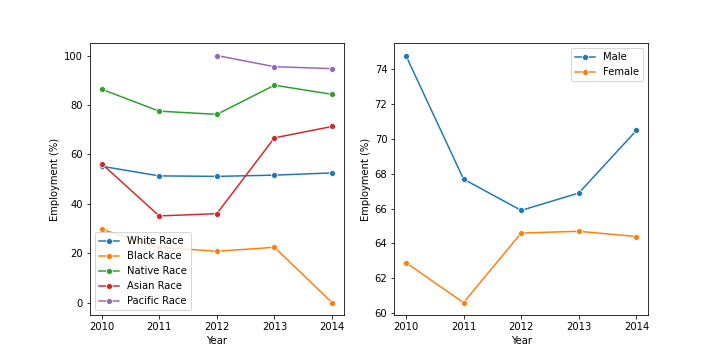 100
80
60
40
20
0
Employment (%)
2010 2011 2012 2013 2014
Year
White Race
Black Race
Native Race
Asian Race
Pacific Race
74
72
70
68
66
64
62
60
Employment (%)
2010 2011 2012 2013 2014
Year
Male
Female